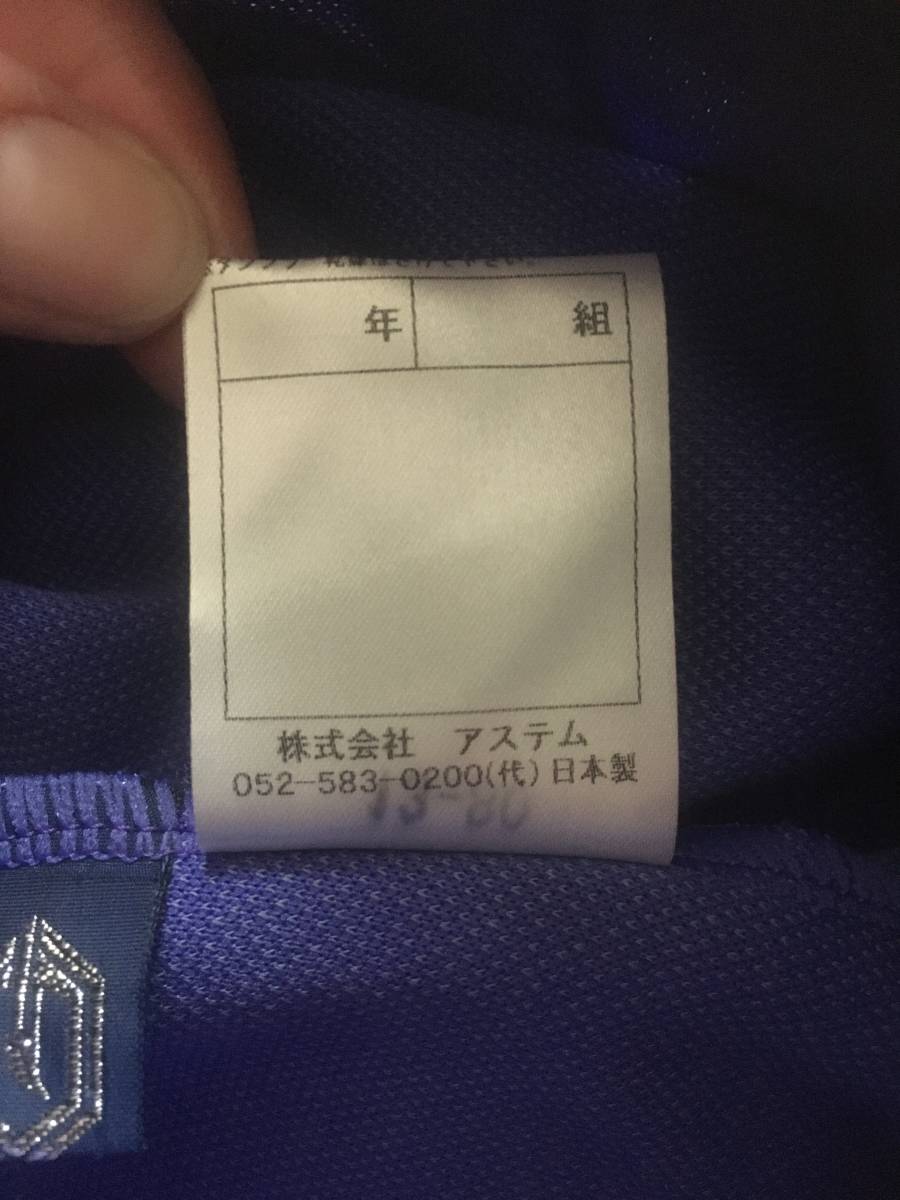 年 組
株式会社 アステム
052-583-0200(代) 日本製